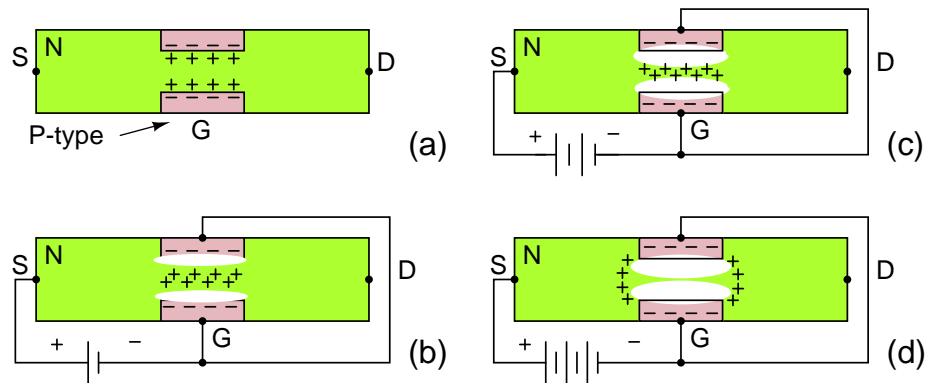 S N D
− − − −
+ + + +
+ + + +
− − − −
P-type G (a)
S N D
− − − −
+ + + + + + + +
− − − −
+ − G (c)
S N D
− − − −
+ + + + + + + +
− − − −
+ − G (b)
S N D
− − − −
+ + + + + + + +
− − − −
+ − G (d)